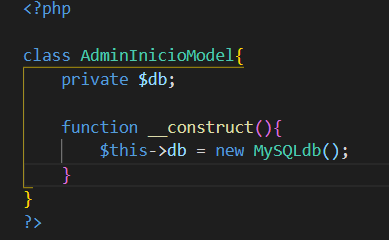 <?php
class AdminInicioModel{
private $db;
function __construct(){
$this->db = new MySQLdb();
}
}
?>